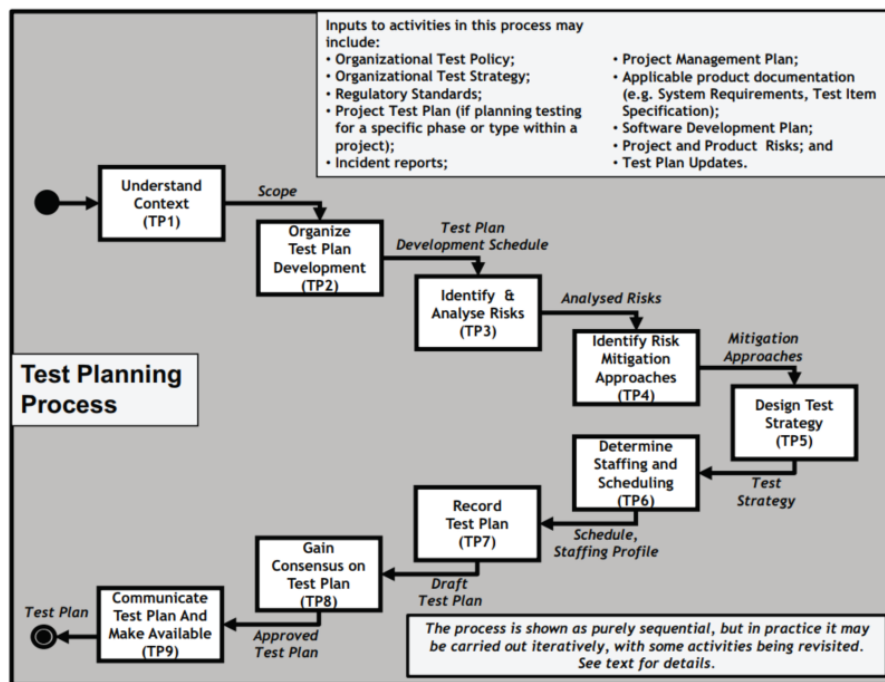 Inputs to activities in this process may
include:
• Organizational Test Policy;
• Organizational Test Strategy;
• Regulatory Standards;
• Project Test Plan (if planning testing
for a specific phase or type within a
project);
• Incident reports;
• Project Management Plan;
• Applicable product documentation
(e.g. System Requirements, Test Item
Specification);
• Software Development Plan;
• Project and Product Risks; and
• Test Plan Updates.
Understand
Context
(TP1)
Scope
Organize
Test Plan
Development
(TP2)
Test Plan
Development Schedule
Identify &
Analyse Risks
(TP3)
Analysed Risks
Identify Risk
Mitigation
Approaches
(TP4)
Mitigation
Approaches
Test Planning
Process
Design Test
Strategy
(TP5)
Test
Strategy
Determine
Staffing and
Scheduling
(TP6)
Schedule,
Staffing Profile
Record
Test Plan
(TP7)
Draft
Test Plan
Gain
Consensus on
Test Plan
(TP8)
Approved
Test Plan
Communicate
Test Plan And
Make Available
(TP9)
Test Plan
The process is shown as purely sequential, but in practice it may
be carried out iteratively, with some activities being revisited.
See text for details.